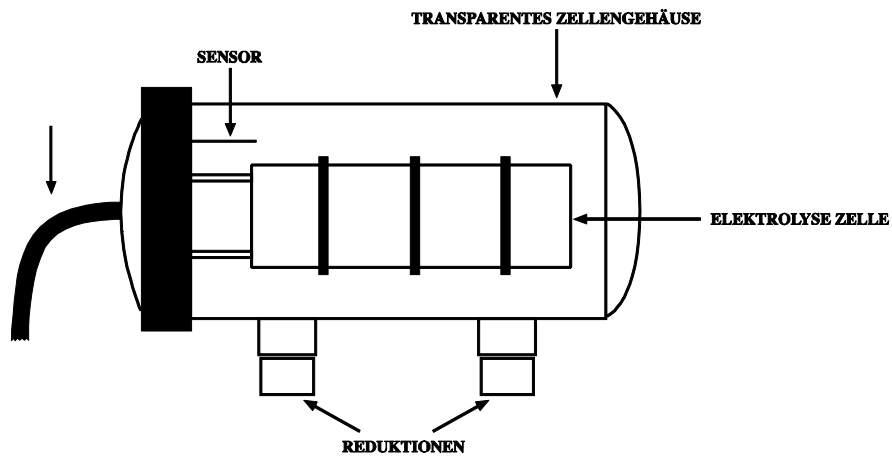 TRANSPARENTES ZELLENGEHÄUSE
SENSOR
ELEKTROLYSE ZELLE
REDUKTIONEN